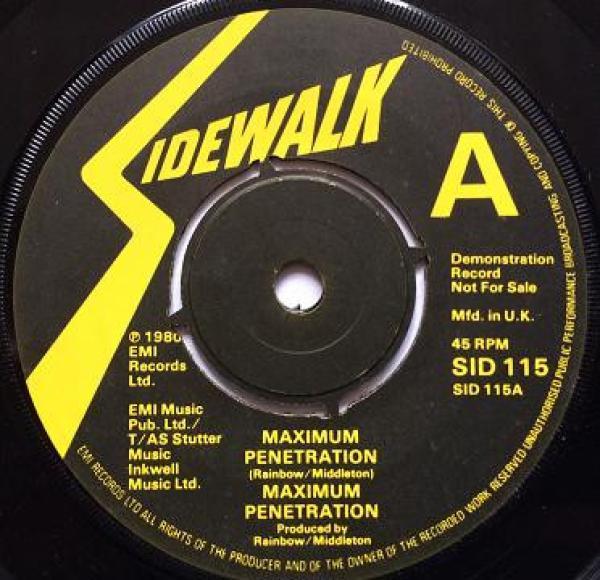 SIDEWALK
A
Demonstration
Record
Not For Sale
Mfd. in U.K.
45 RPM
SID 115
SID 115A
℗ 1980
EMI
Records
Ltd.
EMI Music
Pub. Ltd./
T/AS Stutter
Music
Inkwell
Music Ltd.
MAXIMUM
PENETRATION
(Rainbow/Middleton)
MAXIMUM
PENETRATION
Produced by
Rainbow/Middleton
EMI RECORDS LTD ALL RIGHTS OF THE PRODUCER AND OF THE OWNER OF THE RECORDED WORK RESERVED UNAUTHORISED PUBLIC PERFORMANCE BROADCASTING AND COPYING OF THIS RECORD PROHIBITED